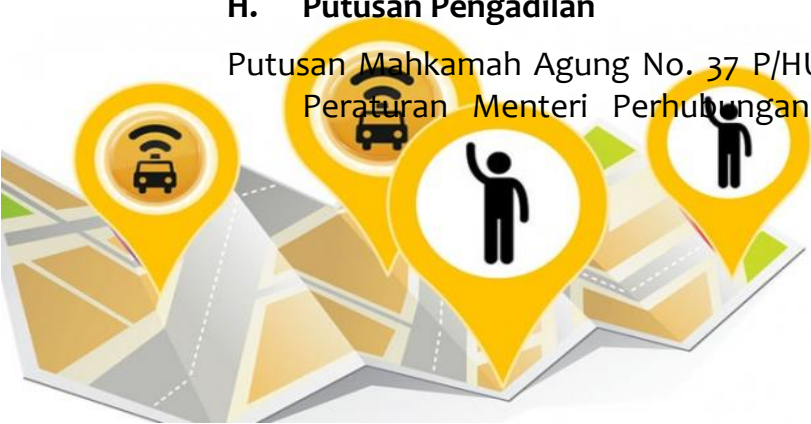 H. Putusan Pengadilan
Putusan Mahkamah Agung No. 37 P/HU
Peraturan Menteri Perhubungan